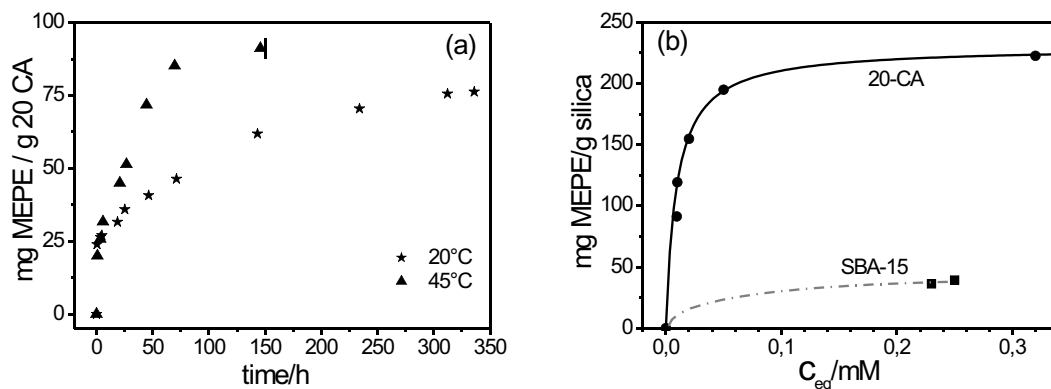 (a)
mg MEPE / g 20 CA
100
75
50
25
0
0 50 100 150 200 250 300 350
time/h
20°C
45°C
(b)
mg MEPE/g silica
250
200
150
100
50
0
0,0 0,1 0,2 0,3
c_eq/mM
20-CA
SBA-15